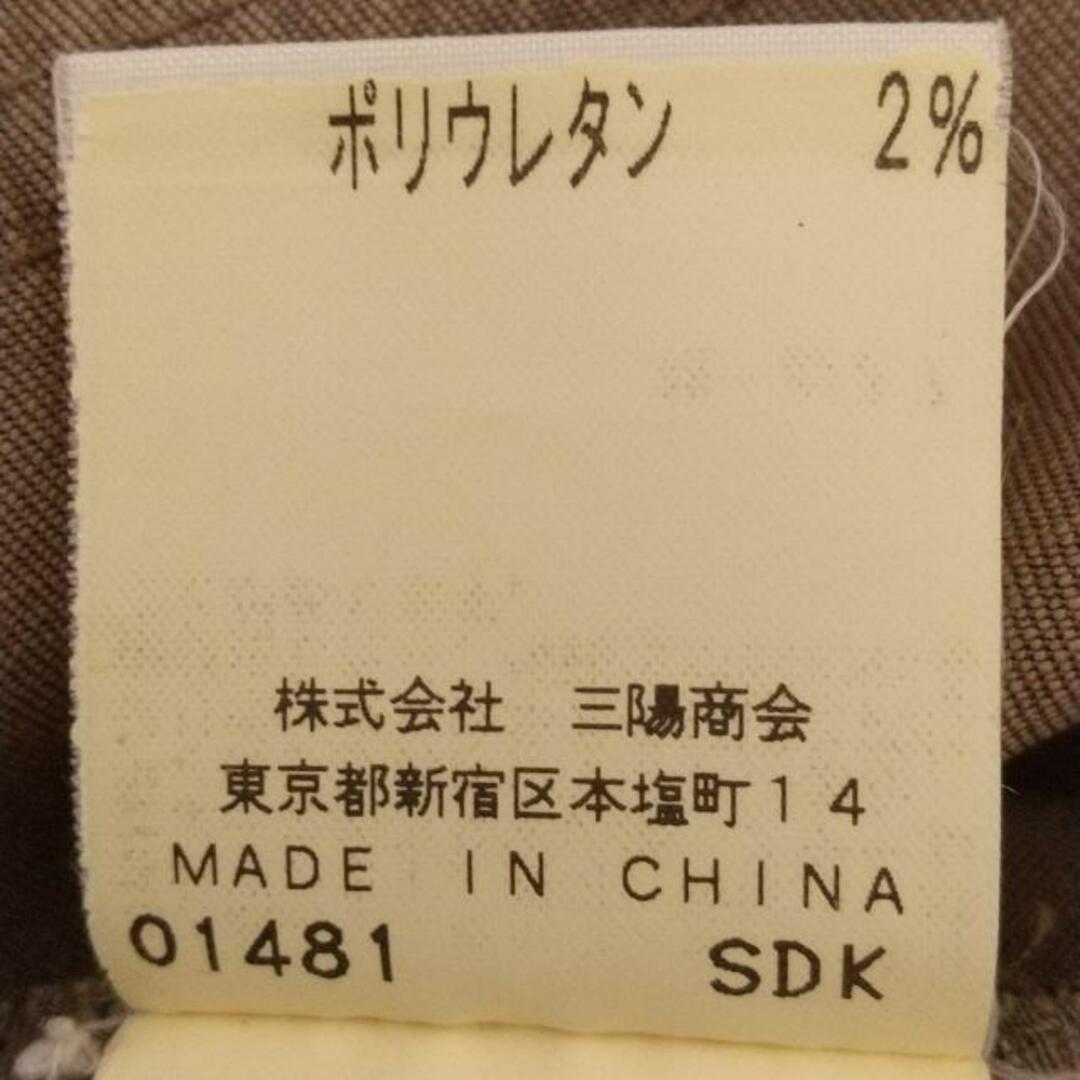 ポリウレタン 2%
株式会社 三陽商会
東京都新宿区本塩町14
MADE IN CHINA
01481 SDK